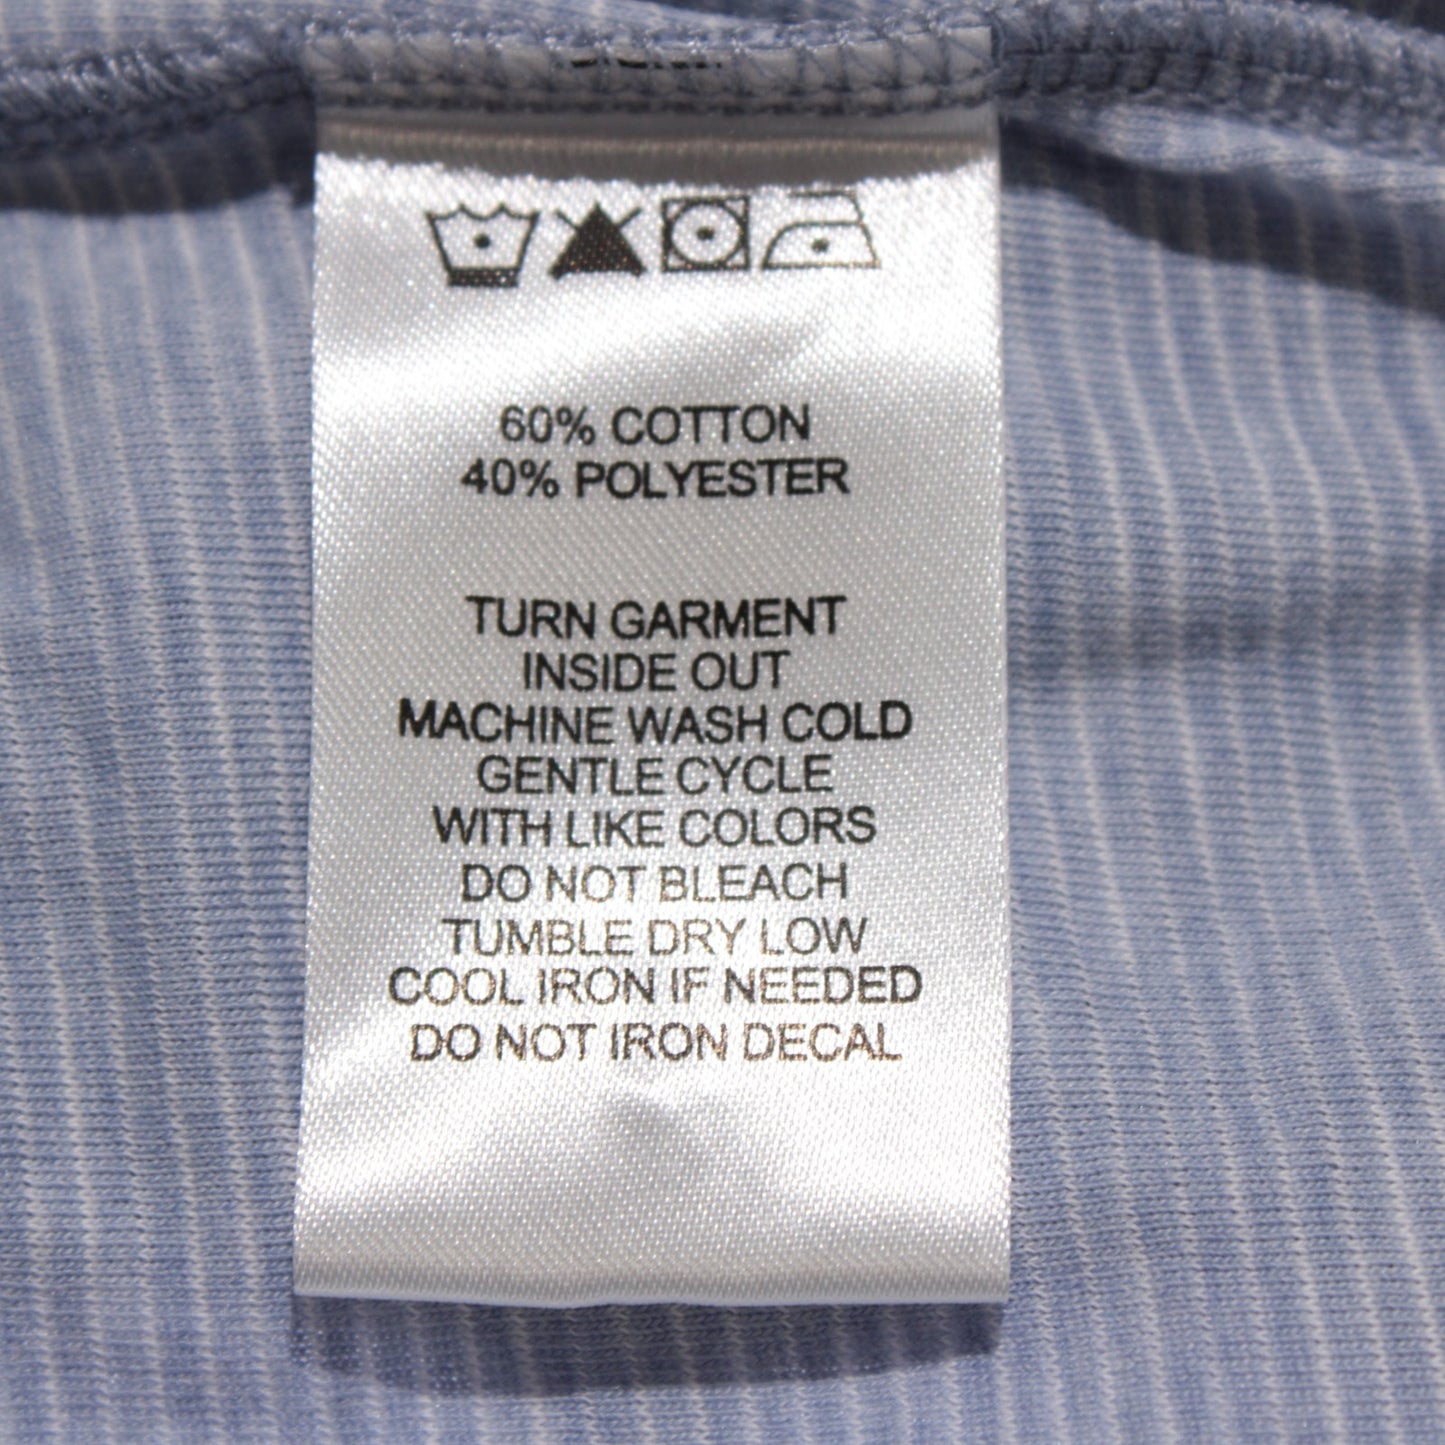 60% COTTON
40% POLYESTER
TURN GARMENT
INSIDE OUT
MACHINE WASH COLD
GENTLE CYCLE
WITH LIKE COLORS
DO NOT BLEACH
TUMBLE DRY LOW
COOL IRON IF NEEDED
DO NOT IRON DECAL